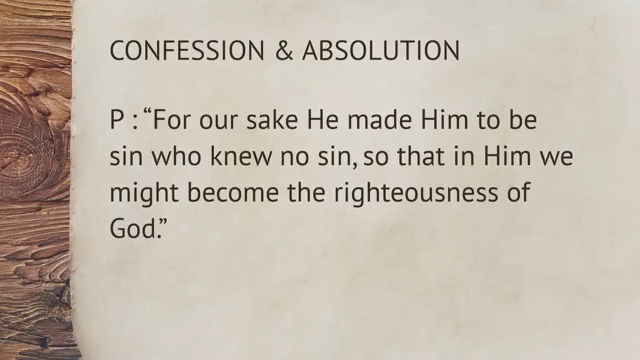 CONFESSION & ABSOLUTION
P : “For our sake He made Him to be
sin who knew no sin, so that in Him we
might become the righteousness of
God.”